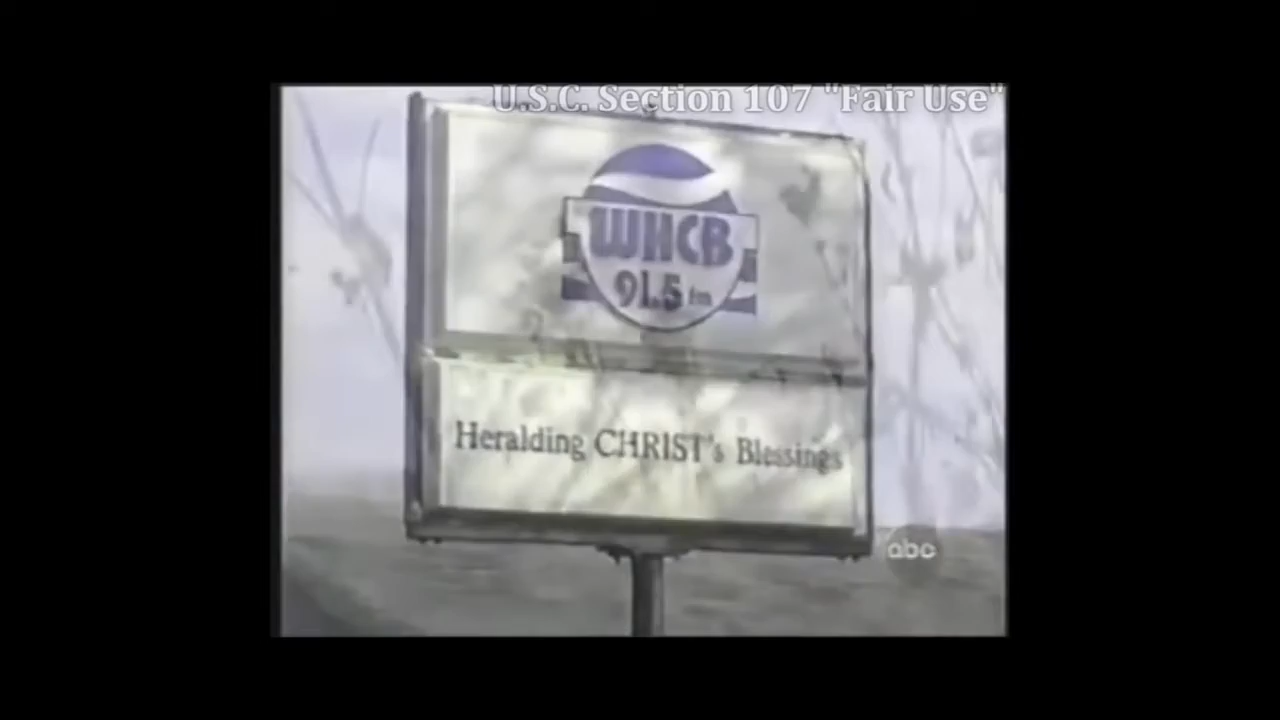 U.S.C. Section 107 "Fair Use"
WHCB
91.5 fm
Heralding CHRIST's Blessings
abc